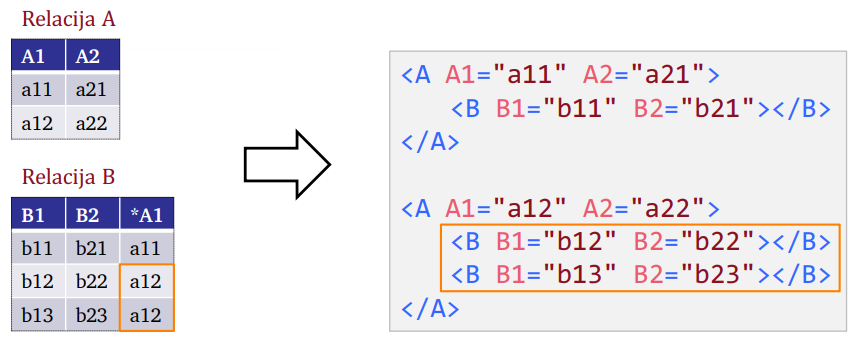 Relacija A
A1 A2
a11 a21
a12 a22
Relacija B
B1 B2 *A1
b11 b21 a11
b12 b22 a12
b13 b23 a12
<A A1="a11" A2="a21">
<B B1="b11" B2="b21"></B>
</A>
<A A1="a12" A2="a22">
<B B1="b12" B2="b22"></B>
<B B1="b13" B2="b23"></B>
</A>